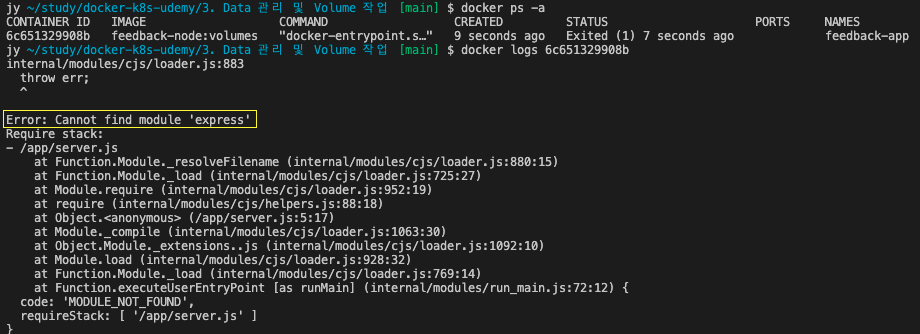 jy ~/study/docker-k8s-udemy/3. Data 관리 및 Volume 작업 [main] $ docker ps -a
CONTAINER ID   IMAGE                   COMMAND                  CREATED         STATUS                     PORTS     NAMES
6c651329908b   feedback-node:volumes   "docker-entrypoint.s…"   9 seconds ago   Exited (1) 7 seconds ago             feedback-app
jy ~/study/docker-k8s-udemy/3. Data 관리 및 Volume 작업 [main] $ docker logs 6c651329908b
internal/modules/cjs/loader.js:883
  throw err;
  ^

Error: Cannot find module 'express'
Require stack:
- /app/server.js
    at Function.Module._resolveFilename (internal/modules/cjs/loader.js:880:15)
    at Function.Module._load (internal/modules/cjs/loader.js:725:27)
    at Module.require (internal/modules/cjs/loader.js:952:19)
    at require (internal/modules/cjs/helpers.js:88:18)
    at Object.<anonymous> (/app/server.js:5:17)
    at Module._compile (internal/modules/cjs/loader.js:1063:30)
    at Object.Module._extensions..js (internal/modules/cjs/loader.js:1092:10)
    at Module.load (internal/modules/cjs/loader.js:928:32)
    at Function.Module._load (internal/modules/cjs/loader.js:769:14)
    at Function.executeUserEntryPoint [as runMain] (internal/modules/run_main.js:72:12) {
  code: 'MODULE_NOT_FOUND',
  requireStack: [ '/app/server.js' ]
}